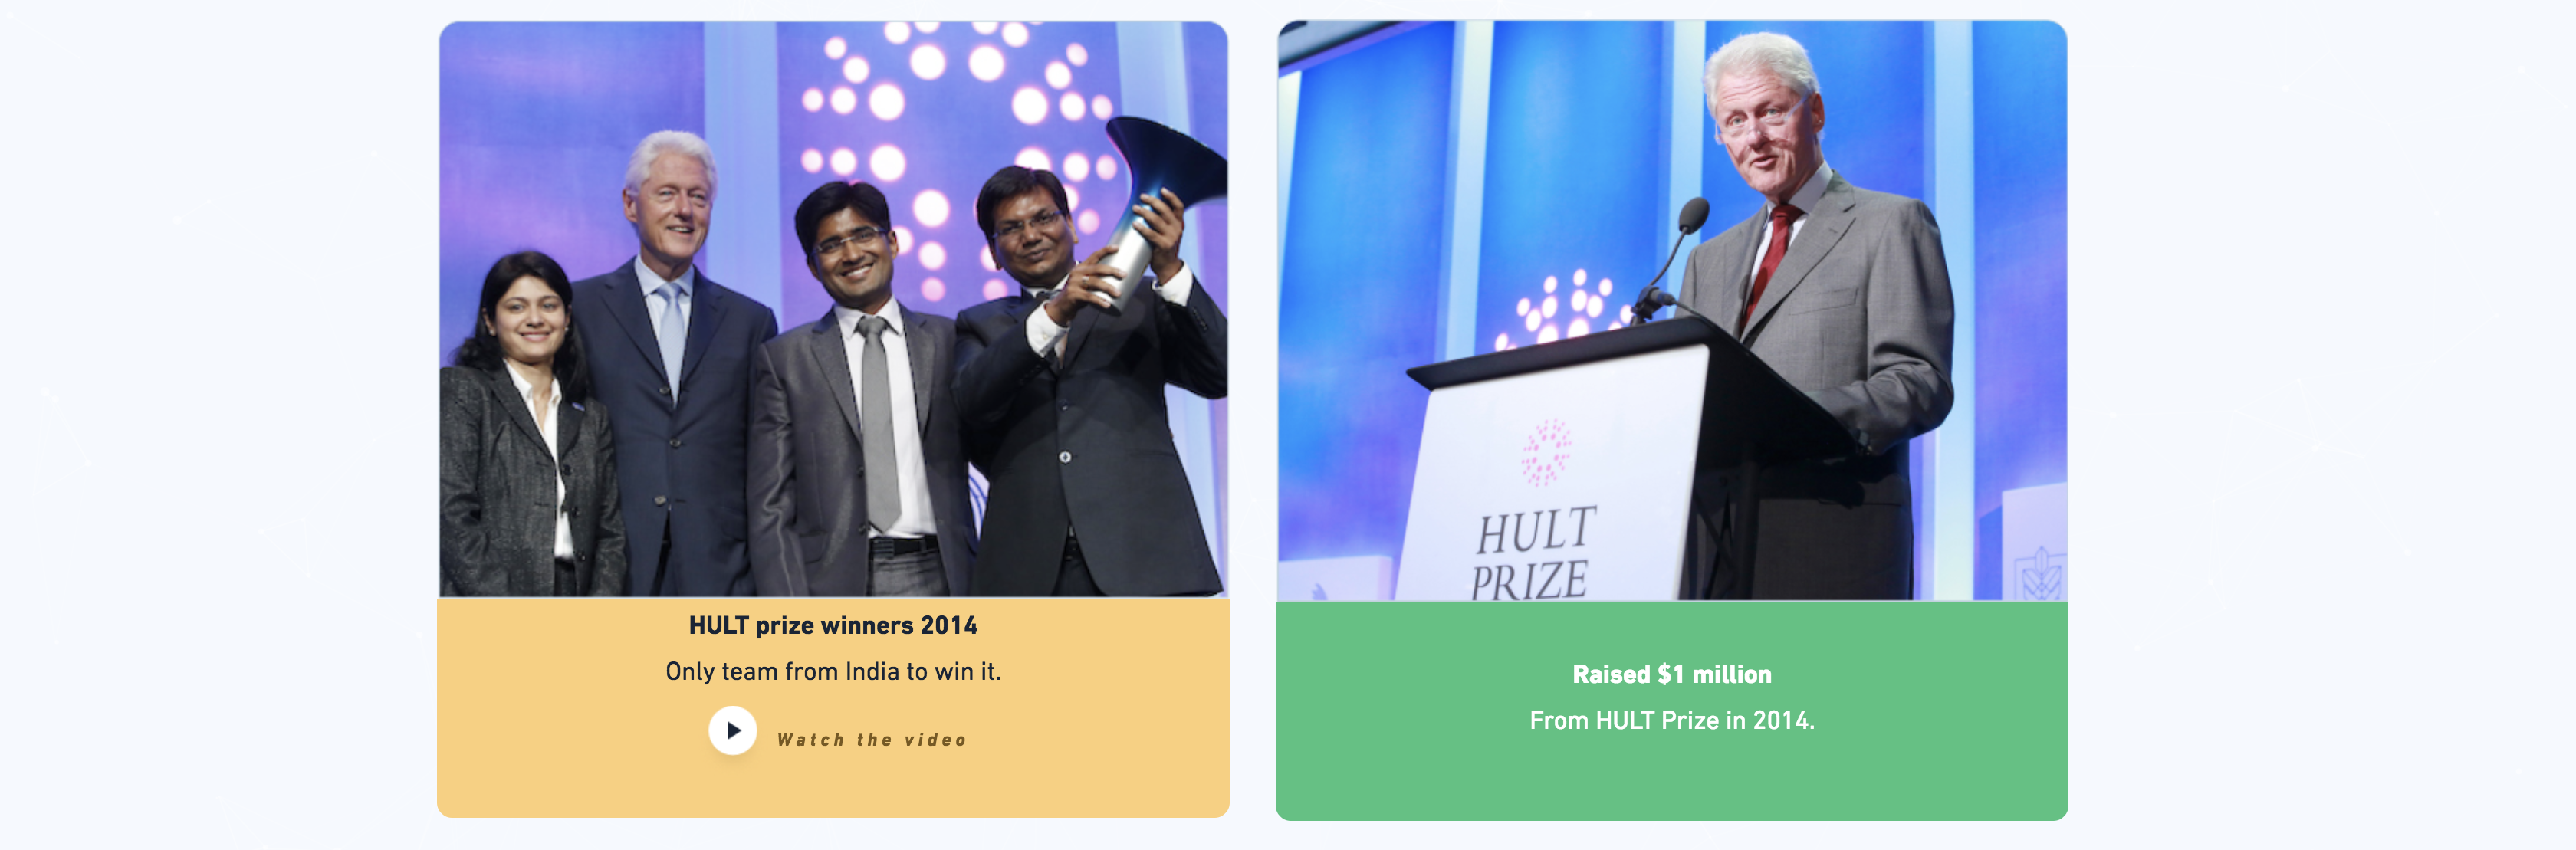 HULT
PRIZE
HULT prize winners 2014
Only team from India to win it.
Watch the video
Raised $1 million
From HULT Prize in 2014.